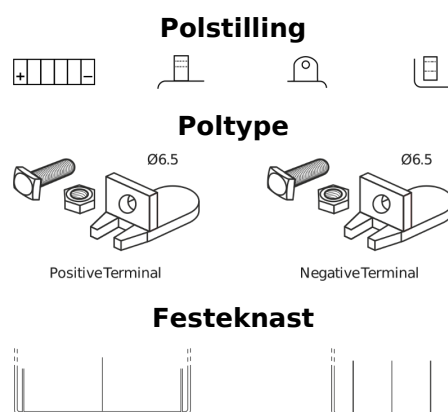 Polstilling
+ −
Poltype
Ø6.5 Ø6.5
PositiveTerminal NegativeTerminal
Festeknast